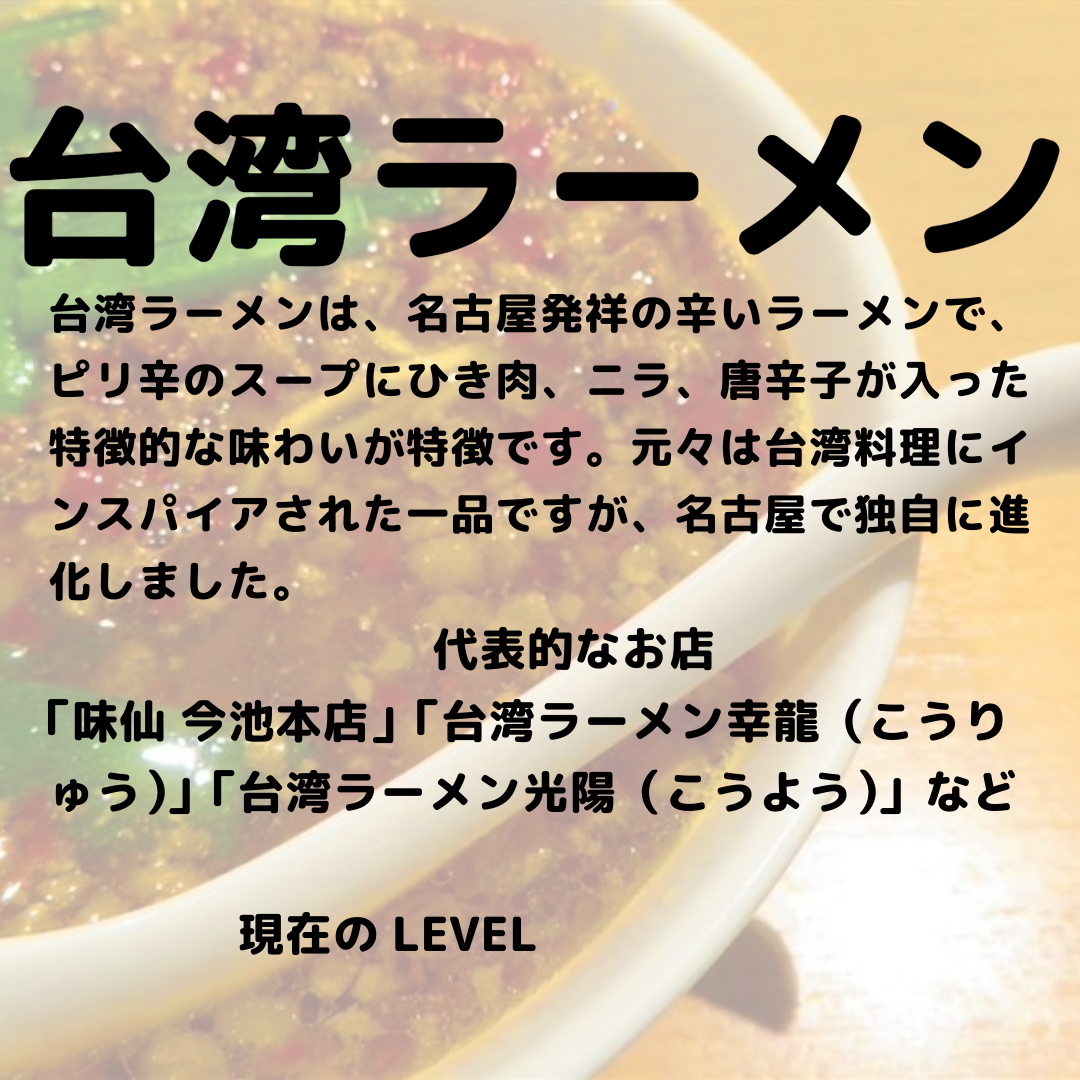 台湾ラーメン
台湾ラーメンは、名古屋発祥の辛いラーメンで、
ピリ辛のスープにひき肉、ニラ、唐辛子が入った
特徴的な味わいが特徴です。元々は台湾料理にイ
ンスパイアされた一品ですが、名古屋で独自に進
化しました。
代表的なお店
「味仙 今池本店」「台湾ラーメン幸龍（こうり
ゅう）」「台湾ラーメン光陽（こうよう）」など
現在の LEVEL